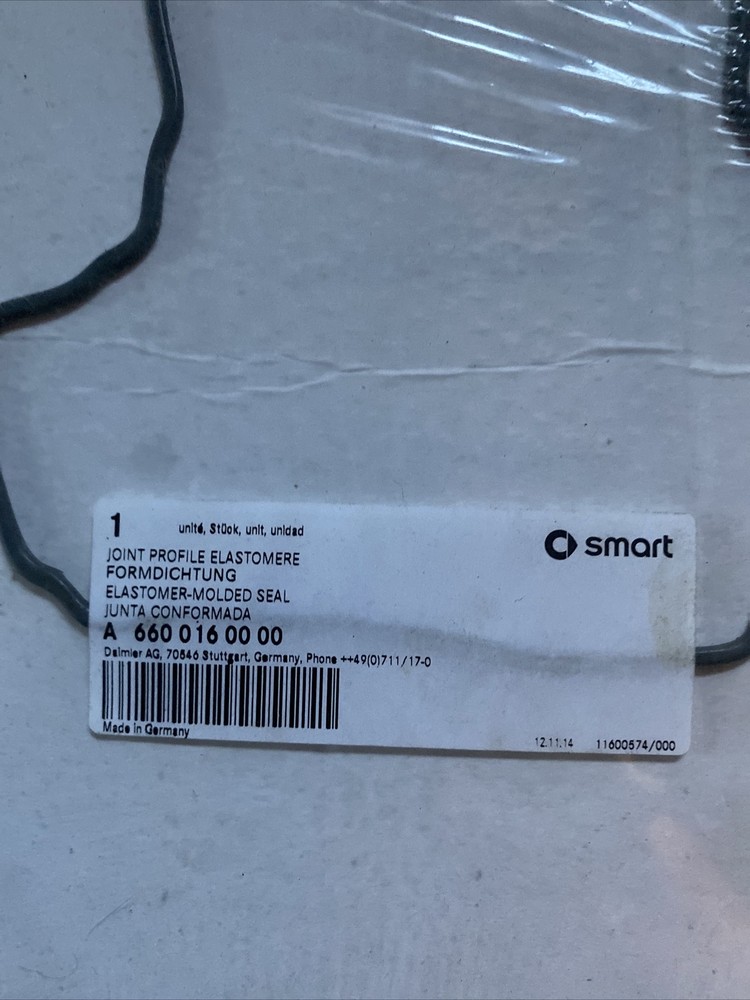 1 unité, Stück, unit, unidad
smart
JOINT PROFILE ELASTOMERE
FORMDICHTUNG
ELASTOMER-MOLDED SEAL
JUNTA CONFORMADA
A 660 016 00 00
Daimler AG, 70546 Stuttgart, Germany, Phone ++49(0)711/17-0
Made in Germany
12.11.14 11600574/000